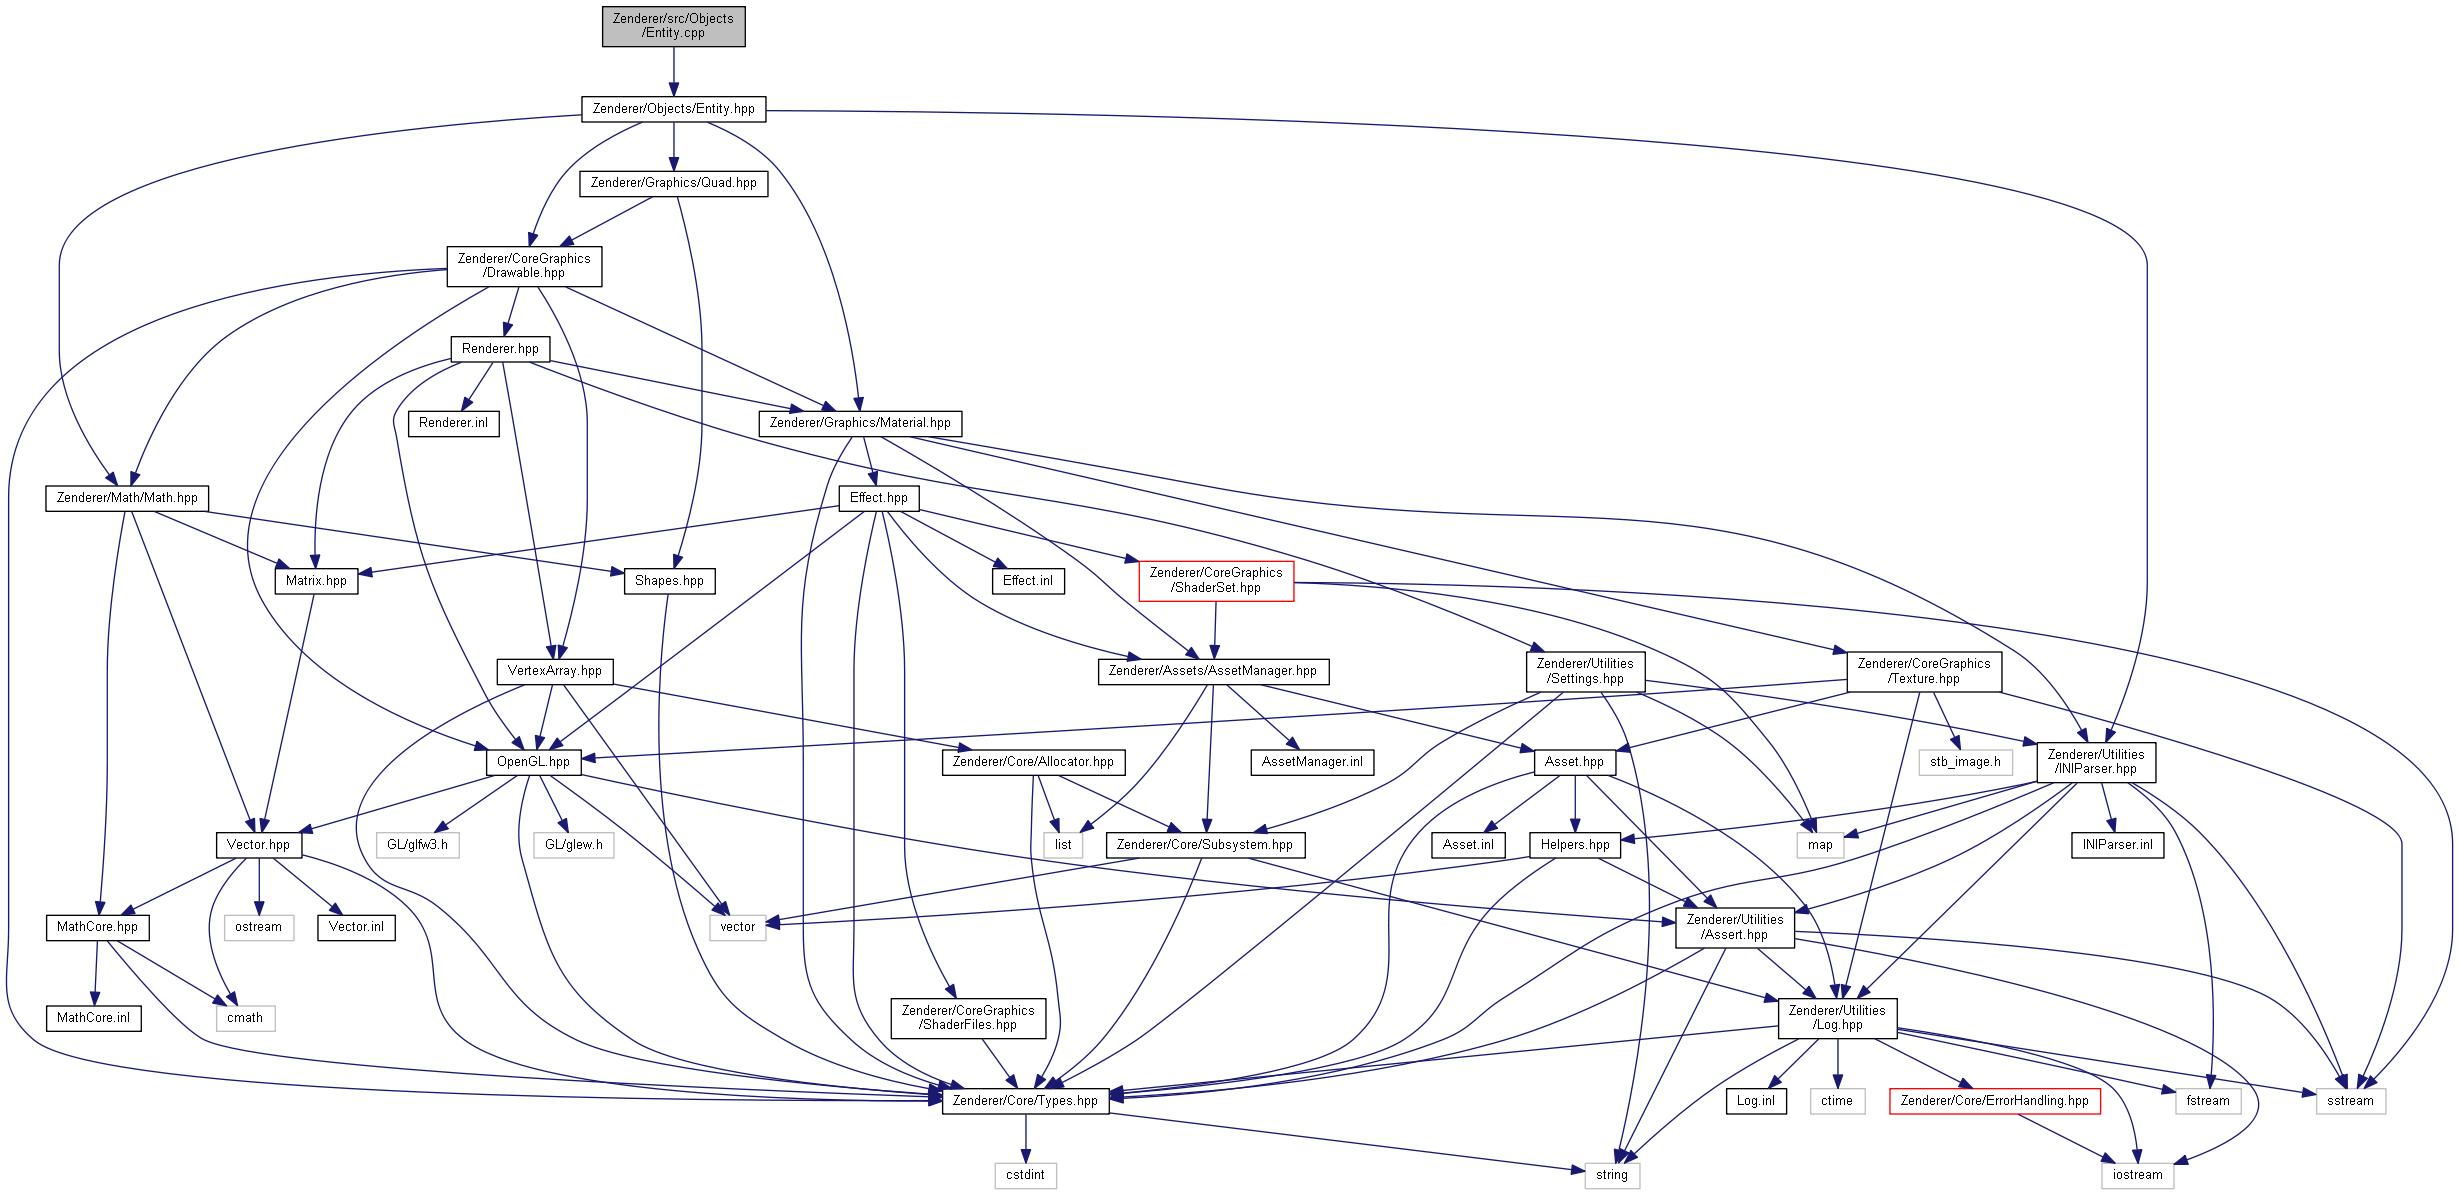 Zenderer/src/Objects
/Entity.cpp
Zenderer/Objects/Entity.hpp
Zenderer/Graphics/Quad.hpp
Zenderer/CoreGraphics
/Drawable.hpp
Renderer.hpp
Renderer.inl
Zenderer/Graphics/Material.hpp
Zenderer/Math/Math.hpp
Effect.hpp
Matrix.hpp
Shapes.hpp
Effect.inl
Zenderer/CoreGraphics
/ShaderSet.hpp
VertexArray.hpp
Zenderer/Assets/AssetManager.hpp
Zenderer/Utilities
/Settings.hpp
Zenderer/CoreGraphics
/Texture.hpp
OpenGL.hpp
Zenderer/Core/Allocator.hpp
AssetManager.inl
Asset.hpp
stb_image.h
Zenderer/Utilities
/INIParser.hpp
Vector.hpp
GL/glfw3.h
GL/glew.h
list
Zenderer/Core/Subsystem.hpp
Asset.inl
Helpers.hpp
map
INIParser.inl
MathCore.hpp
ostream
Vector.inl
vector
Zenderer/Utilities
/Assert.hpp
MathCore.inl
cmath
Zenderer/CoreGraphics
/ShaderFiles.hpp
Zenderer/Utilities
/Log.hpp
Zenderer/Core/Types.hpp
Log.inl
ctime
Zenderer/Core/ErrorHandling.hpp
fstream
sstream
cstdint
string
iostream